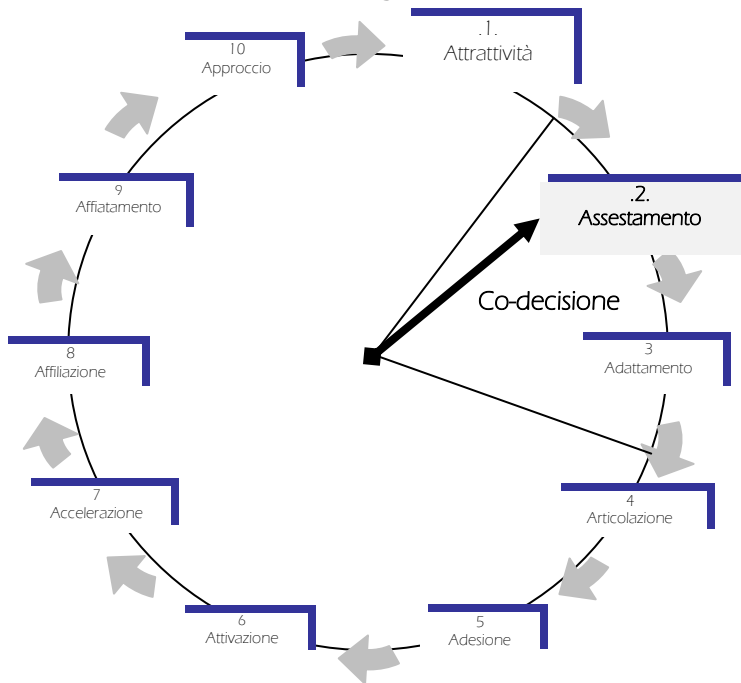 .1.
Attrattività
.2.
Assestamento
Co-decisione
3
Adattamento
4
Articolazione
5
Adesione
6
Attivazione
7
Accelerazione
8
Affiliazione
9
Affiatamento
10
Approccio